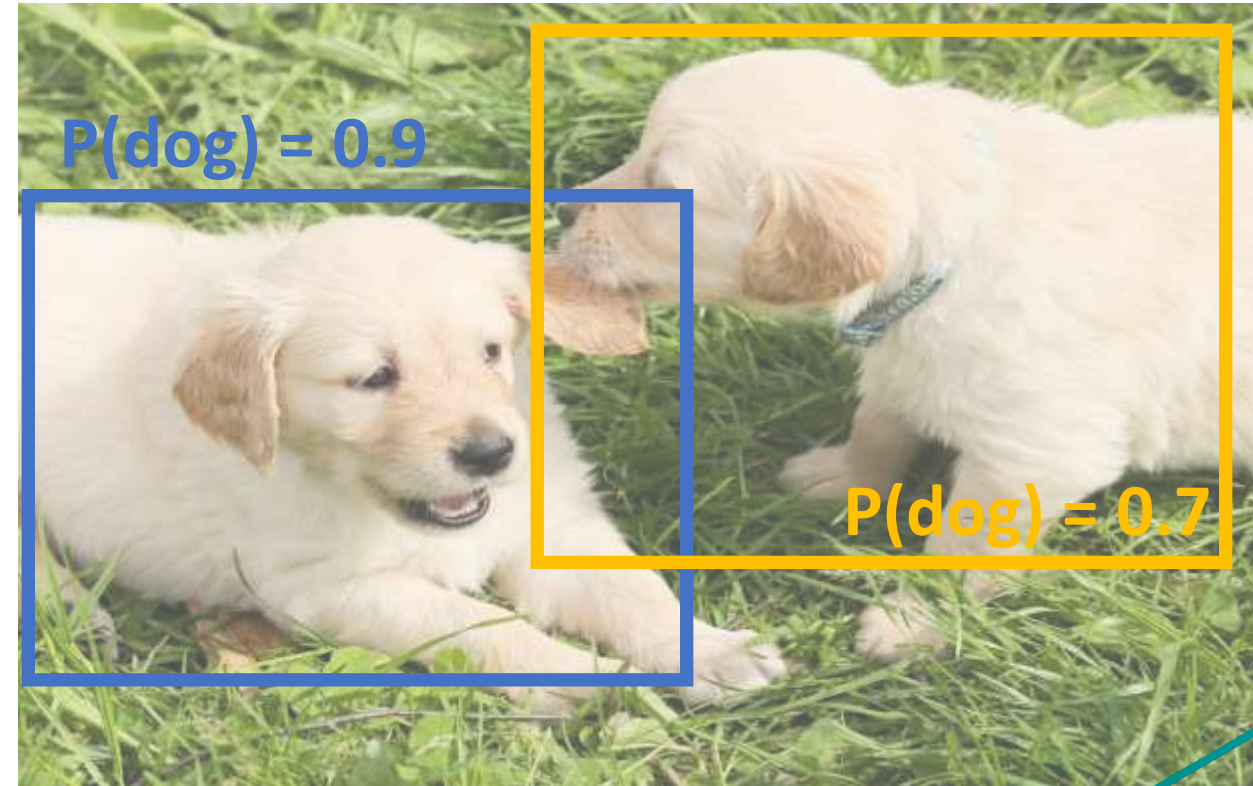 P(dog) = 0.9
P(dog) = 0.7